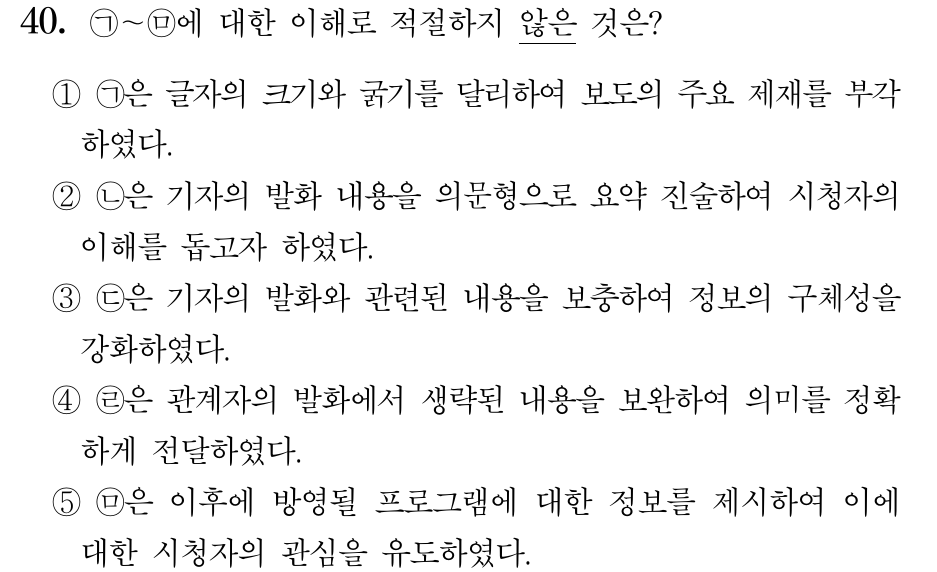 40. ㉠~㉤에 대한 이해로 적절하지 않은 것은?
① ㉠은 글자의 크기와 굵기를 달리하여 보도의 주요 제재를 부각
하였다.
② ㉡은 기자의 발화 내용을 의문형으로 요약 진술하여 시청자의
이해를 돕고자 하였다.
③ ㉢은 기자의 발화와 관련된 내용을 보충하여 정보의 구체성을
강화하였다.
④ ㉣은 관계자의 발화에서 생략된 내용을 보완하여 의미를 정확
하게 전달하였다.
⑤ ㉤은 이후에 방영될 프로그램에 대한 정보를 제시하여 이에
대한 시청자의 관심을 유도하였다.